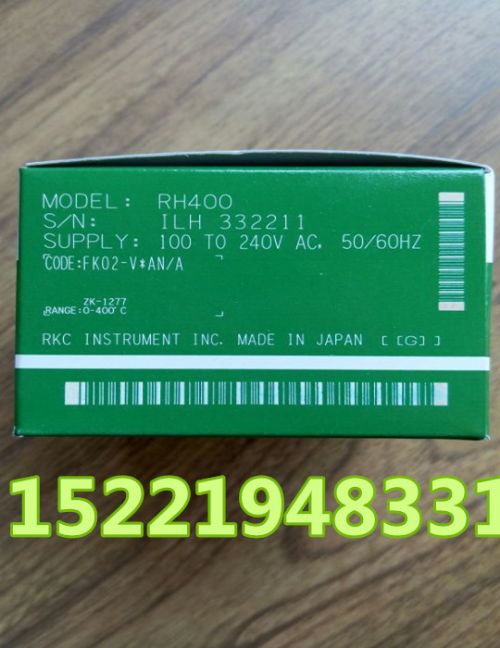 MODEL: RH400
S/N: ILH 332211
SUPPLY: 100 TO 240V AC. 50/60HZ
CODE:FK02-V*AN/A
ZK-1277
RANGE:0-400°C
RKC INSTRUMENT INC. MADE IN JAPAN [[G]]
15221948331